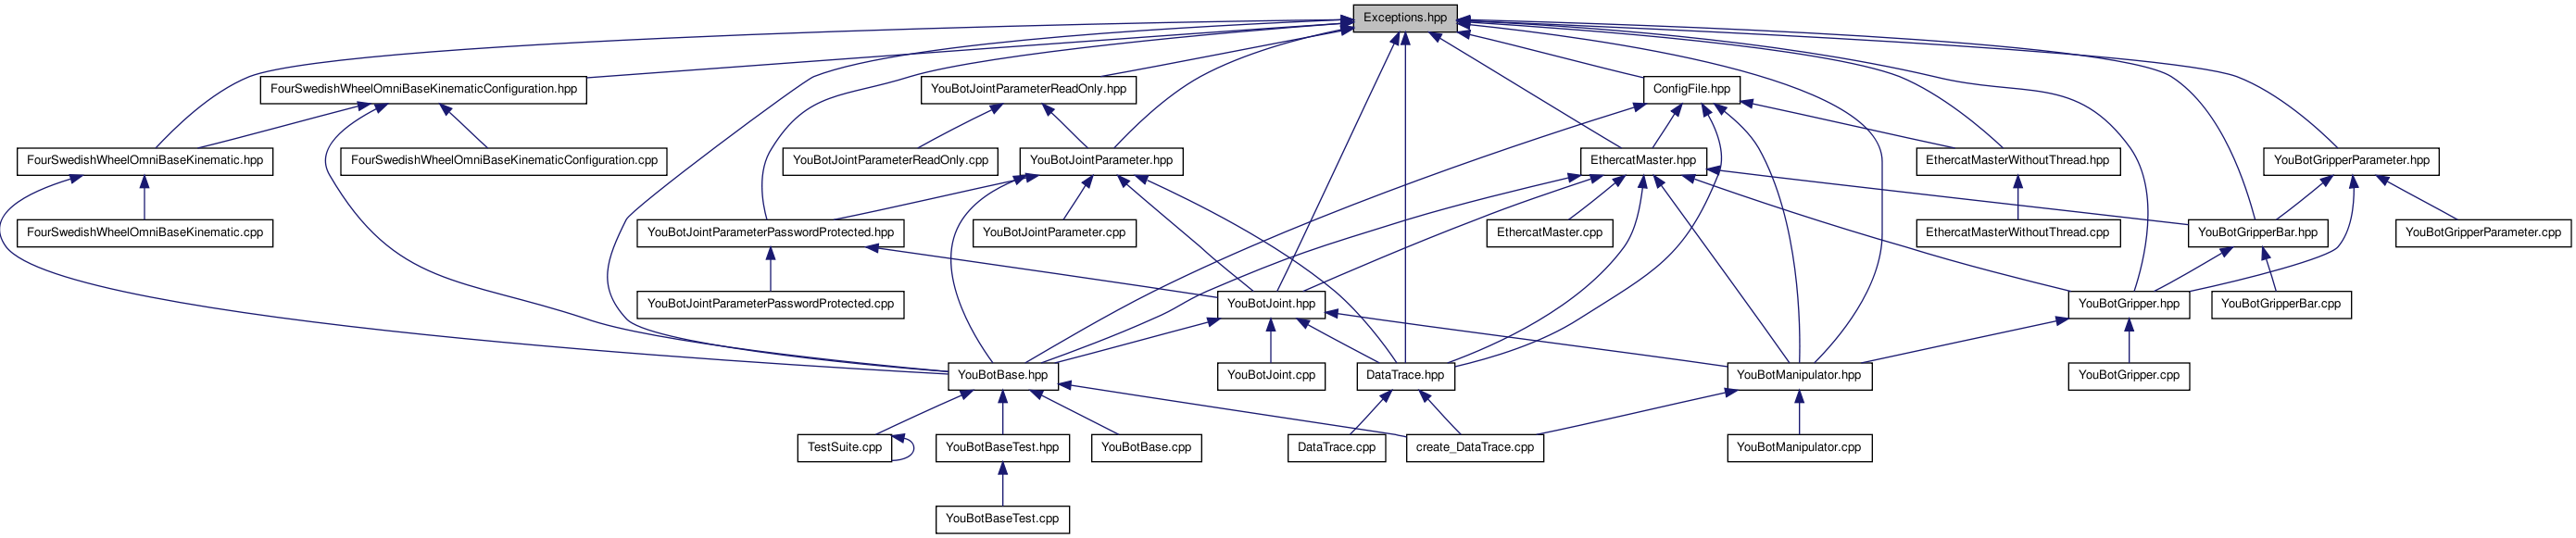 Exceptions.hpp
FourSwedishWheelOmniBaseKinematicConfiguration.hpp
YouBotJointParameterReadOnly.hpp
ConfigFile.hpp
FourSwedishWheelOmniBaseKinematic.hpp
FourSwedishWheelOmniBaseKinematicConfiguration.cpp
YouBotJointParameterReadOnly.cpp
YouBotJointParameter.hpp
EthercatMaster.hpp
EthercatMasterWithoutThread.hpp
YouBotGripperParameter.hpp
FourSwedishWheelOmniBaseKinematic.cpp
YouBotJointParameterPasswordProtected.hpp
YouBotJointParameter.cpp
EthercatMaster.cpp
EthercatMasterWithoutThread.cpp
YouBotGripperBar.hpp
YouBotGripperParameter.cpp
YouBotJointParameterPasswordProtected.cpp
YouBotJoint.hpp
YouBotGripper.hpp
YouBotGripperBar.cpp
YouBotBase.hpp
YouBotJoint.cpp
DataTrace.hpp
YouBotManipulator.hpp
YouBotGripper.cpp
TestSuite.cpp
YouBotBaseTest.hpp
YouBotBase.cpp
DataTrace.cpp
create_DataTrace.cpp
YouBotManipulator.cpp
YouBotBaseTest.cpp